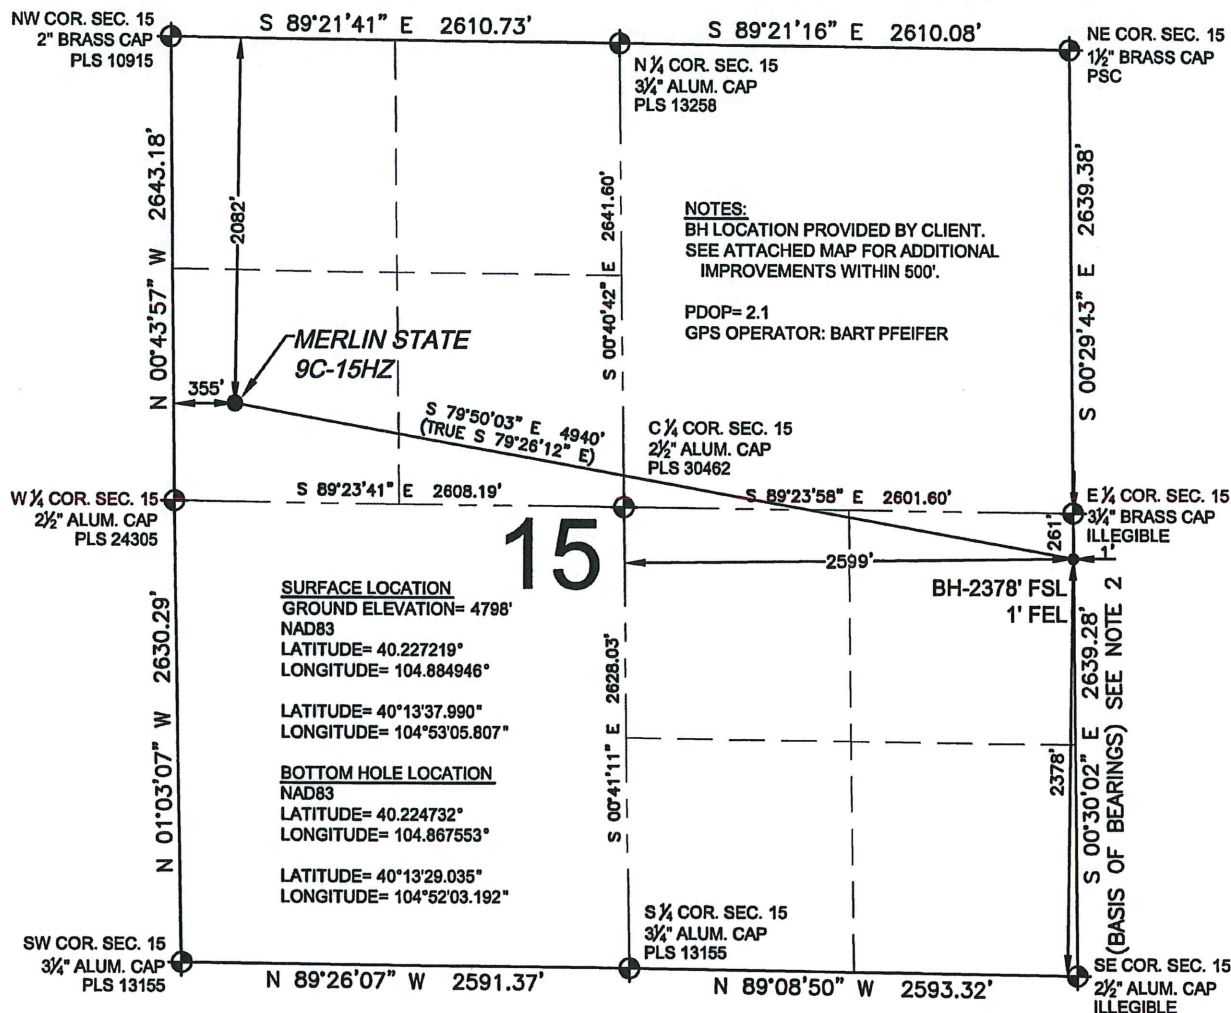 NW COR. SEC. 15
2" BRASS CAP
PLS 10915
S 89°21'41" E 2610.73'
N ¼ COR. SEC. 15
3¼" ALUM. CAP
PLS 13258
S 89°21'16" E 2610.08'
NE COR. SEC. 15
1½" BRASS CAP
PSC
N 00°43'57" W 2643.18'
2082'
S 00°40'42" E 2641.60'
NOTES:
BH LOCATION PROVIDED BY CLIENT.
SEE ATTACHED MAP FOR ADDITIONAL
IMPROVEMENTS WITHIN 500'.
PDOP= 2.1
GPS OPERATOR: BART PFEIFER
S 00°29'43" E 2639.38'
MERLIN STATE
9C-15HZ
355'
S 79°50'03" E 4940'
(TRUE S 79°26'12" E)
C ¼ COR. SEC. 15
2½" ALUM. CAP
PLS 30462
W ¼ COR. SEC. 15
2½" ALUM. CAP
PLS 24305
S 89°23'41" E 2608.19'
S 89°23'58" E 2601.60'
E ¼ COR. SEC. 15
3¼" BRASS CAP
ILLEGIBLE
261'
15
2599'
1'
BH-2378' FSL
1' FEL
N 01°03'07" W 2630.29'
SURFACE LOCATION
GROUND ELEVATION= 4798'
NAD83
LATITUDE= 40.227219°
LONGITUDE= 104.884946°
LATITUDE= 40°13'37.990"
LONGITUDE= 104°53'05.807"
BOTTOM HOLE LOCATION
NAD83
LATITUDE= 40.224732°
LONGITUDE= 104.867553°
LATITUDE= 40°13'29.035"
LONGITUDE= 104°52'03.192"
S 00°41'11" E 2628.03'
2378'
S 00°30'02" E 2639.28'
(BASIS OF BEARINGS) SEE NOTE 2
SW COR. SEC. 15
3¼" ALUM. CAP
PLS 13155
N 89°26'07" W 2591.37'
S ¼ COR. SEC. 15
3¼" ALUM. CAP
PLS 13155
N 89°08'50" W 2593.32'
SE COR. SEC. 15
2½" ALUM. CAP
ILLEGIBLE